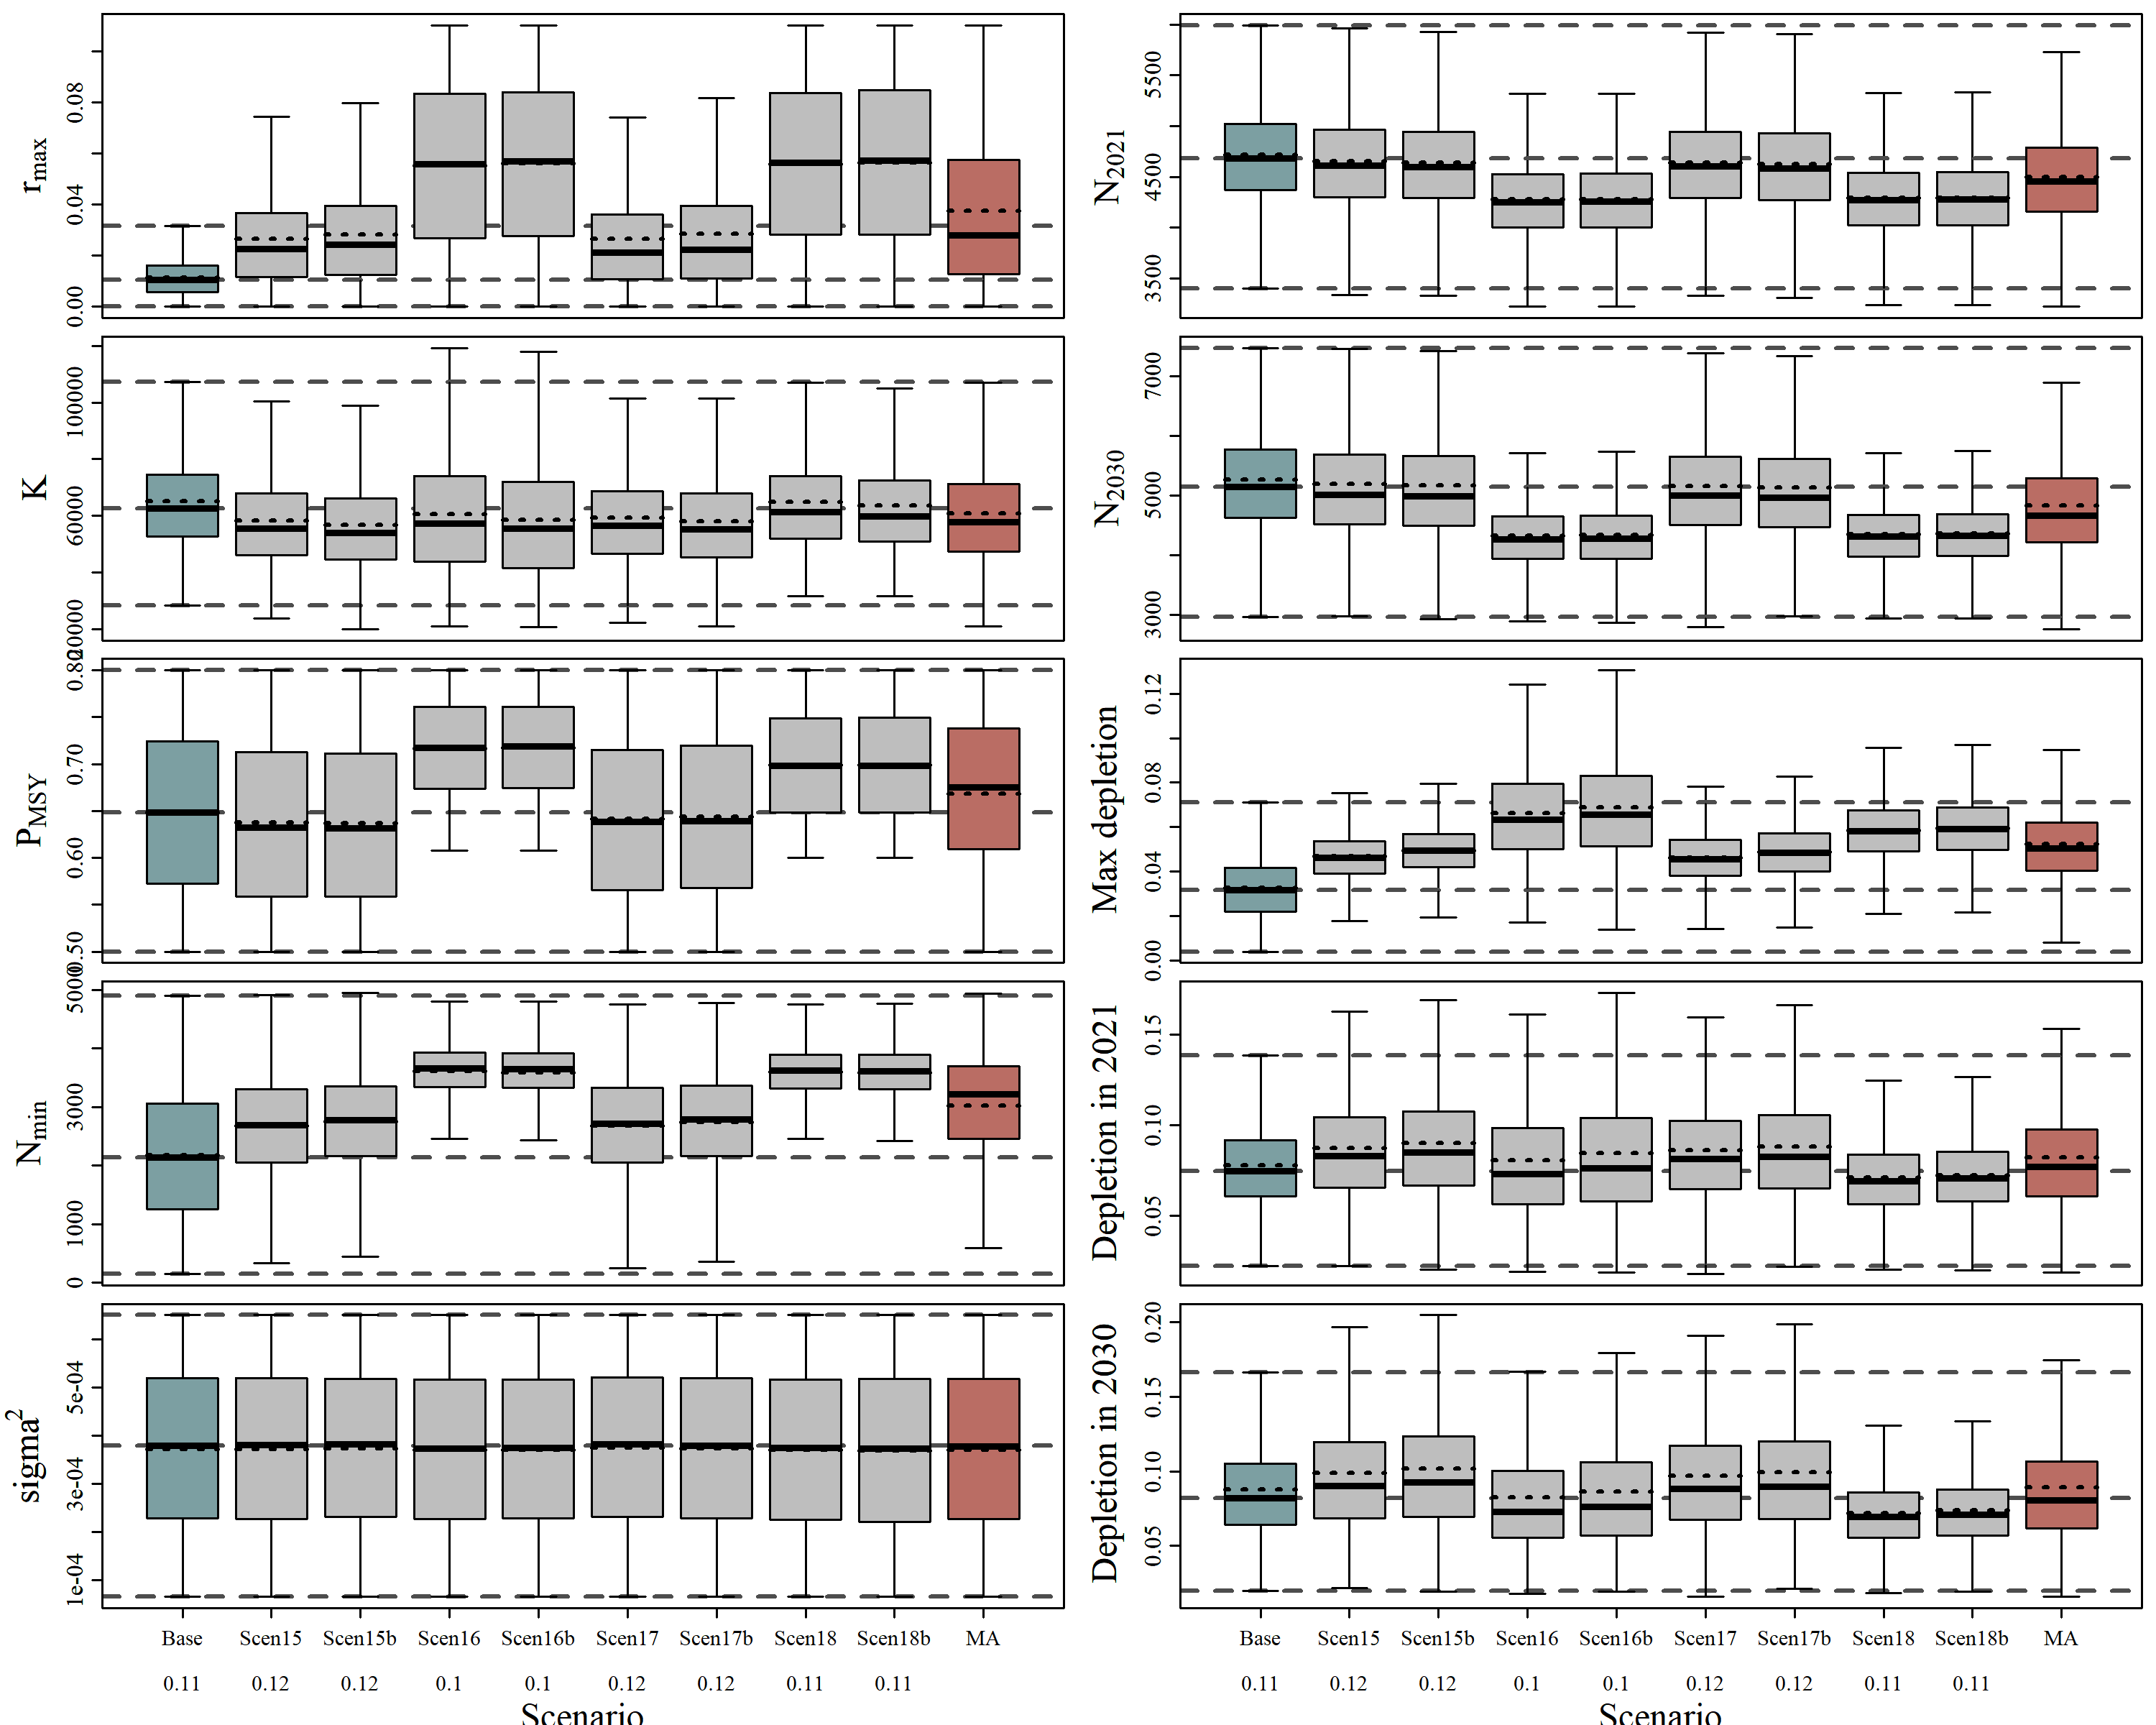 r_max
0.08
0.04
0.00
K
100000
60000
20000
P_MSY
0.80
0.70
0.60
0.50
N_min
5000
3000
1000
0
sigma²
5e-04
3e-04
1e-04
Base Scen15 Scen15b Scen16 Scen16b Scen17 Scen17b Scen18 Scen18b MA
0.11 0.12 0.12 0.1 0.1 0.12 0.12 0.11 0.11
Scenario
N_2021
5500
4500
3500
N_2030
7000
5000
3000
Max depletion
0.12
0.08
0.04
0.00
Depletion in 2021
0.15
0.10
0.05
Depletion in 2030
0.20
0.15
0.10
0.05
Base Scen15 Scen15b Scen16 Scen16b Scen17 Scen17b Scen18 Scen18b MA
0.11 0.12 0.12 0.1 0.1 0.12 0.12 0.11 0.11
Scenario